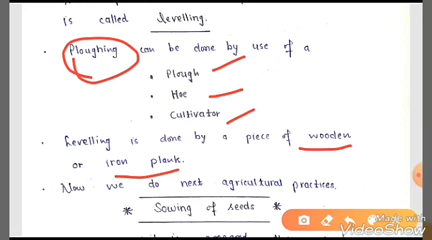 is called levelling.
• Ploughing can be done by use of a
• Plough
• Hoe
• Cultivator
• Levelling is done by a piece of wooden
or iron plank.
• Now we do next agricultural practices.
* Sowing of seeds *
Made with
VideoShow